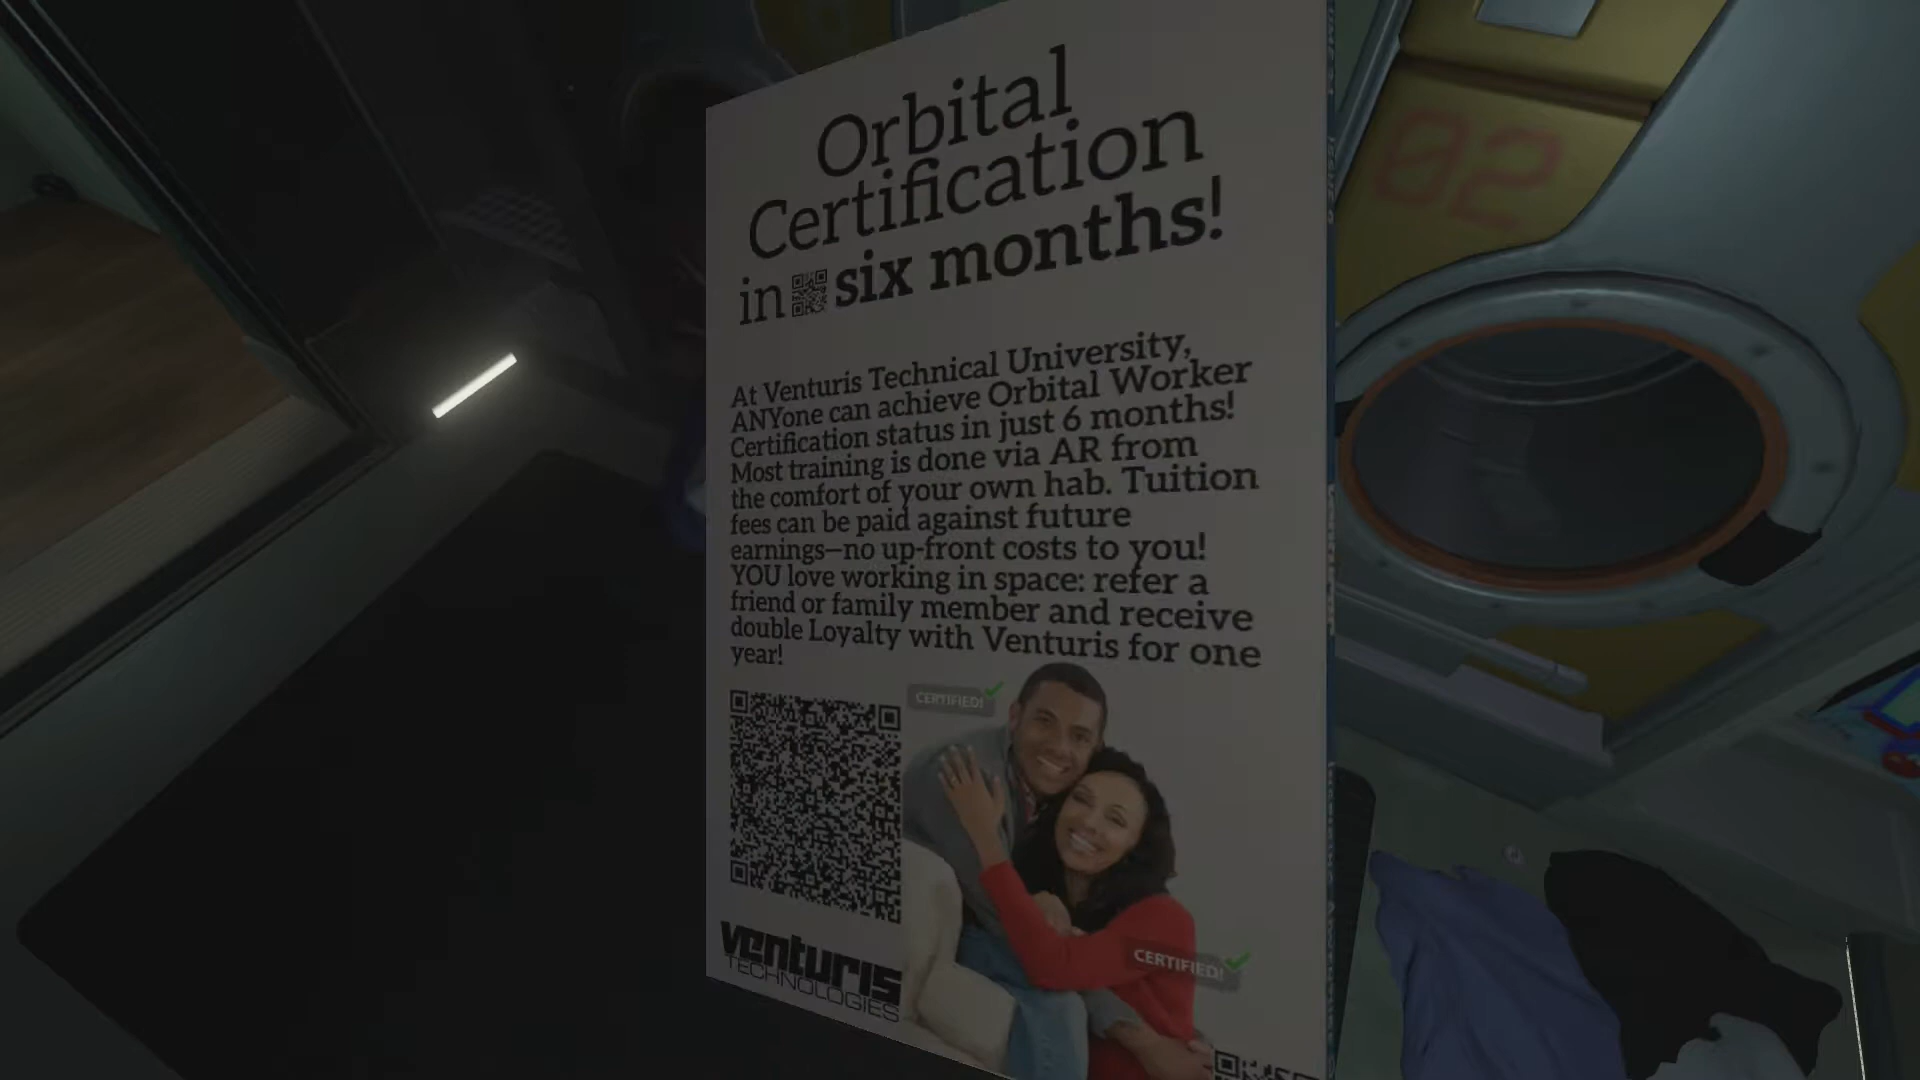 Orbital
Certification
in six months!
At Venturis Technical University,
ANYone can achieve Orbital Worker
Certification status in just 6 months!
Most training is done via AR from
the comfort of your own hab. Tuition
fees can be paid against future
earnings—no up-front costs to you!
YOU love working in space: refer a
friend or family member and receive
double Loyalty with Venturis for one
year!
CERTIFIED!
CERTIFIED!
venturis
TECHNOLOGIES
02